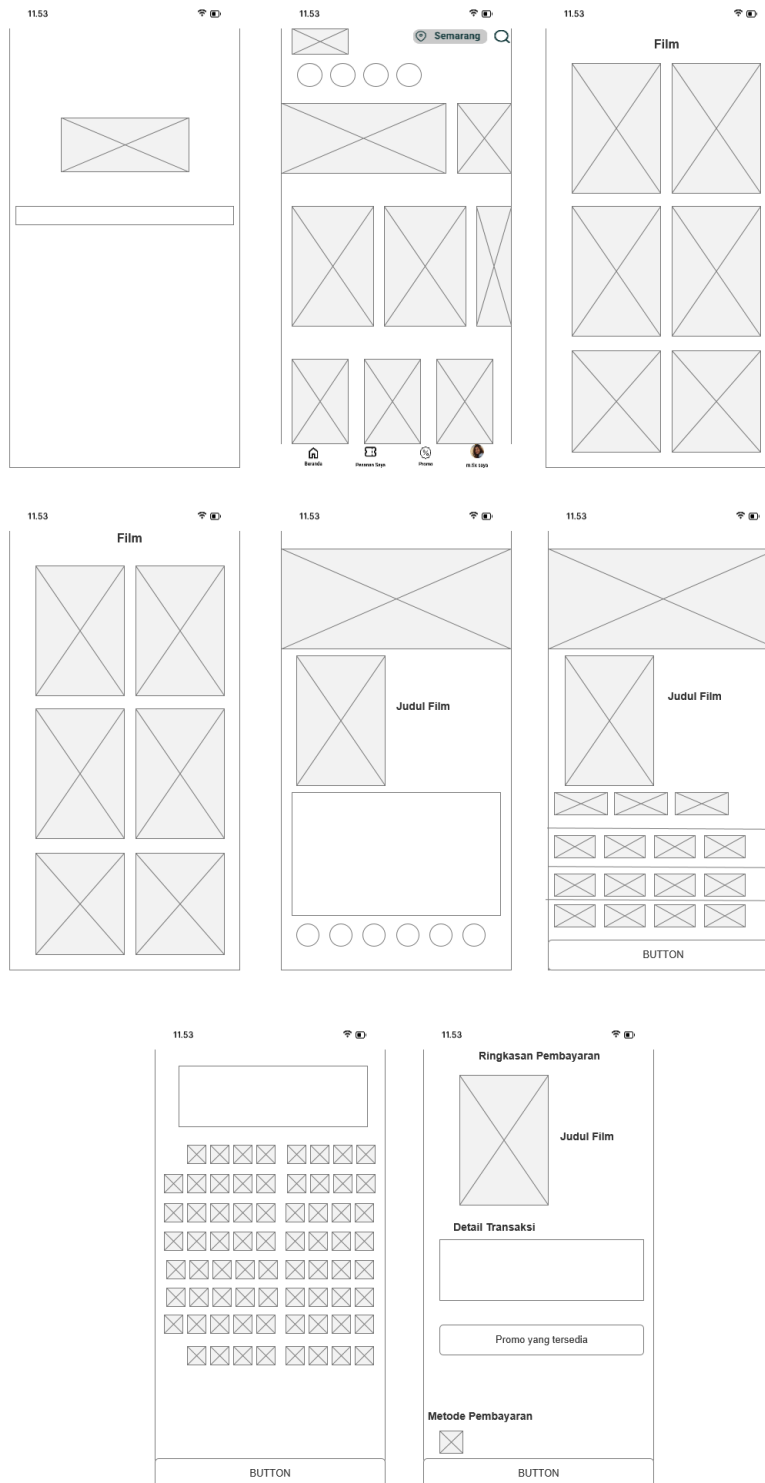 11.53
11.53
11.53
Semarang
Film
Beranda
Pesanan Saya
Promo
m.tix saya
11.53
11.53
11.53
Film
Judul Film
Judul Film
BUTTON
11.53
11.53
Ringkasan Pembayaran
Judul Film
Detail Transaksi
Promo yang tersedia
Metode Pembayaran
BUTTON
BUTTON